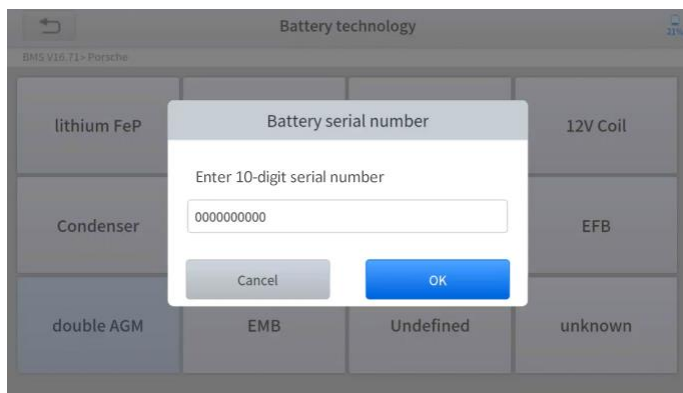 Battery technology
21%
BMS V16.71> Porsche
lithium FeP
12V Coil
Battery serial number
Enter 10-digit serial number
0000000000
Condenser
EFB
Cancel
OK
double AGM
EMB
Undefined
unknown